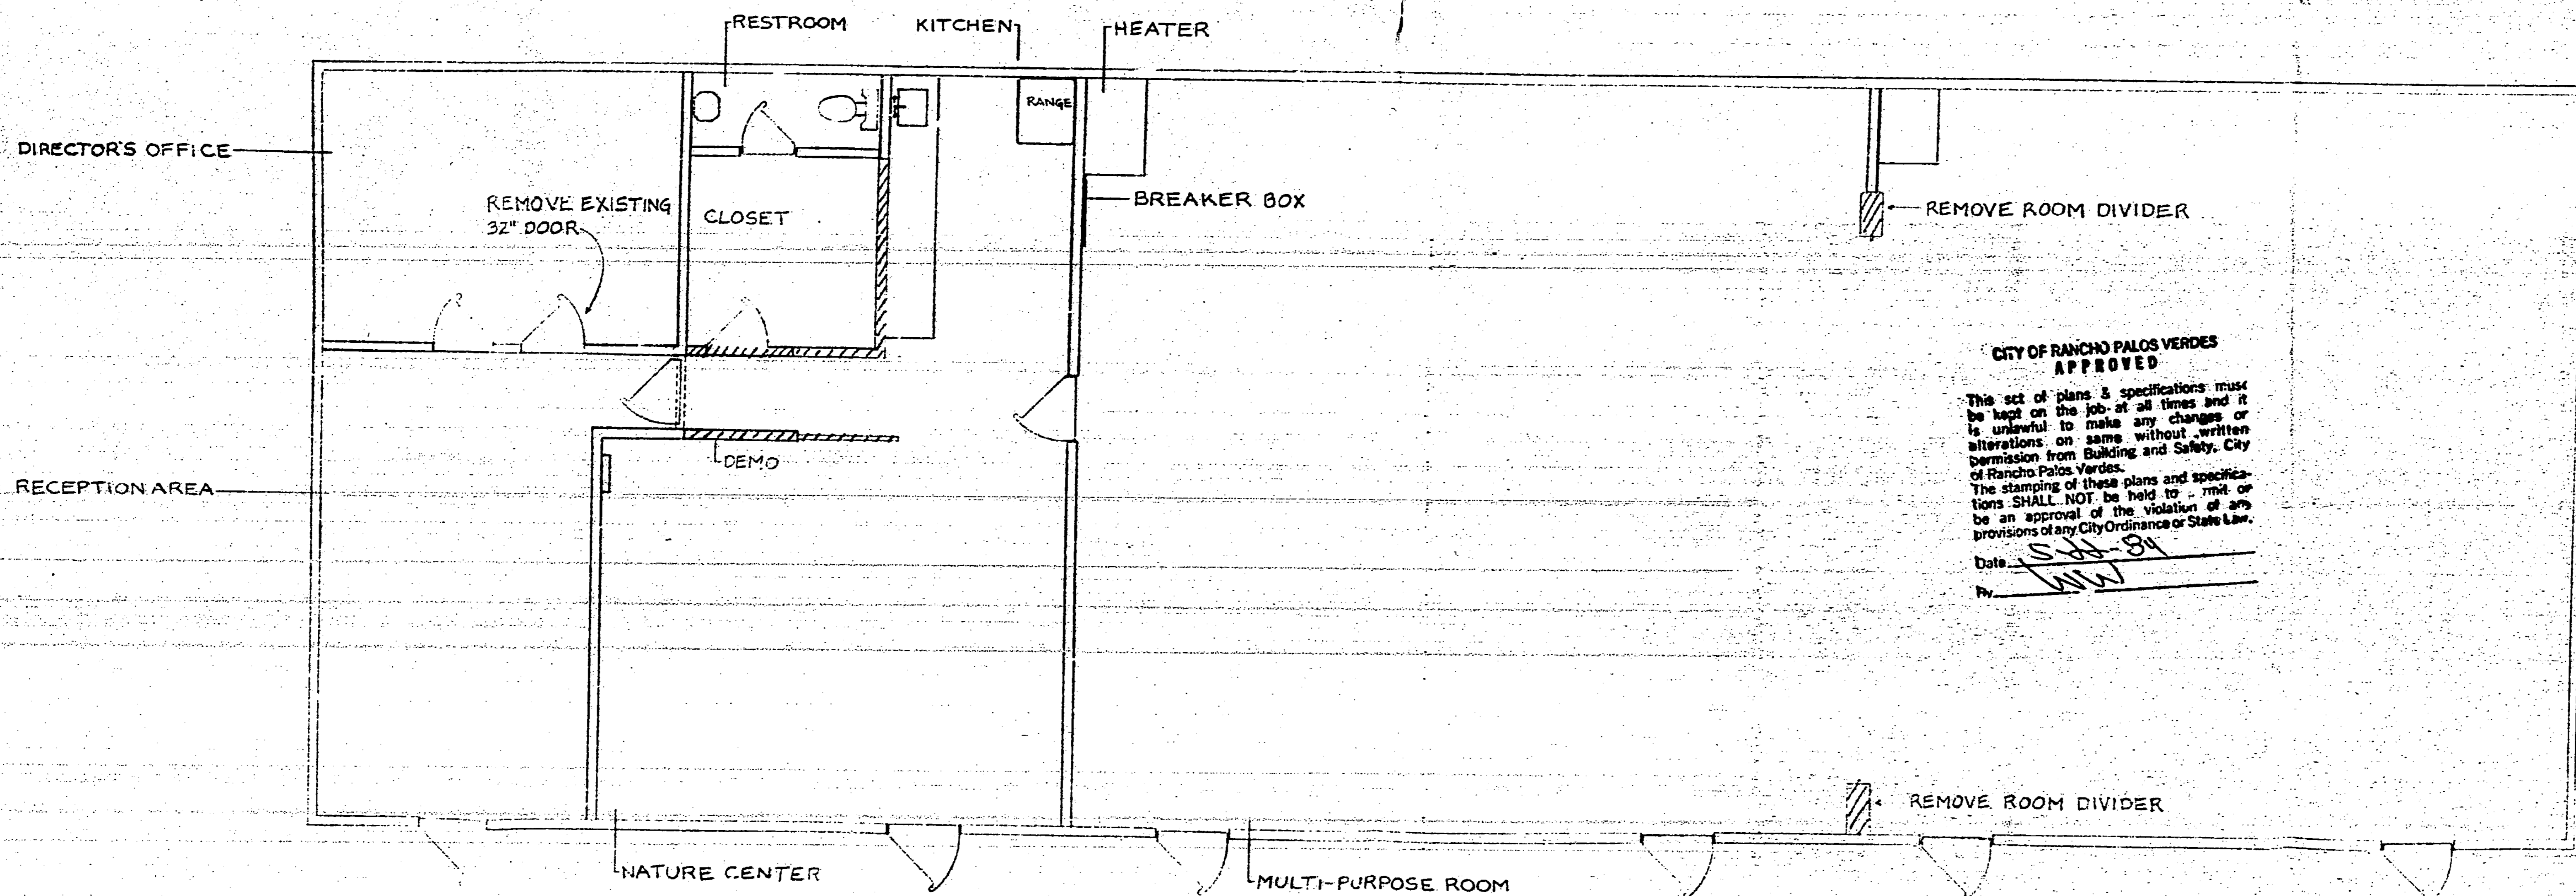 RESTROOM
KITCHEN
HEATER
RANGE
DIRECTOR'S OFFICE
REMOVE EXISTING
32" DOOR
CLOSET
BREAKER BOX
REMOVE ROOM DIVIDER
CITY OF RANCHO PALOS VERDES
APPROVED
This set of plans & specifications must
be kept on the job at all times and it
is unlawful to make any changes or
alterations on same without written
permission from Building and Safety, City
of Rancho Palos Verdes.
The stamping of these plans and specifica-
tions SHALL NOT be held to mit or
be an approval of the violation of any
provisions of any City Ordinance or State Law.
Date
By
DEMO
RECEPTION AREA
REMOVE ROOM DIVIDER
NATURE CENTER
MULTI-PURPOSE ROOM